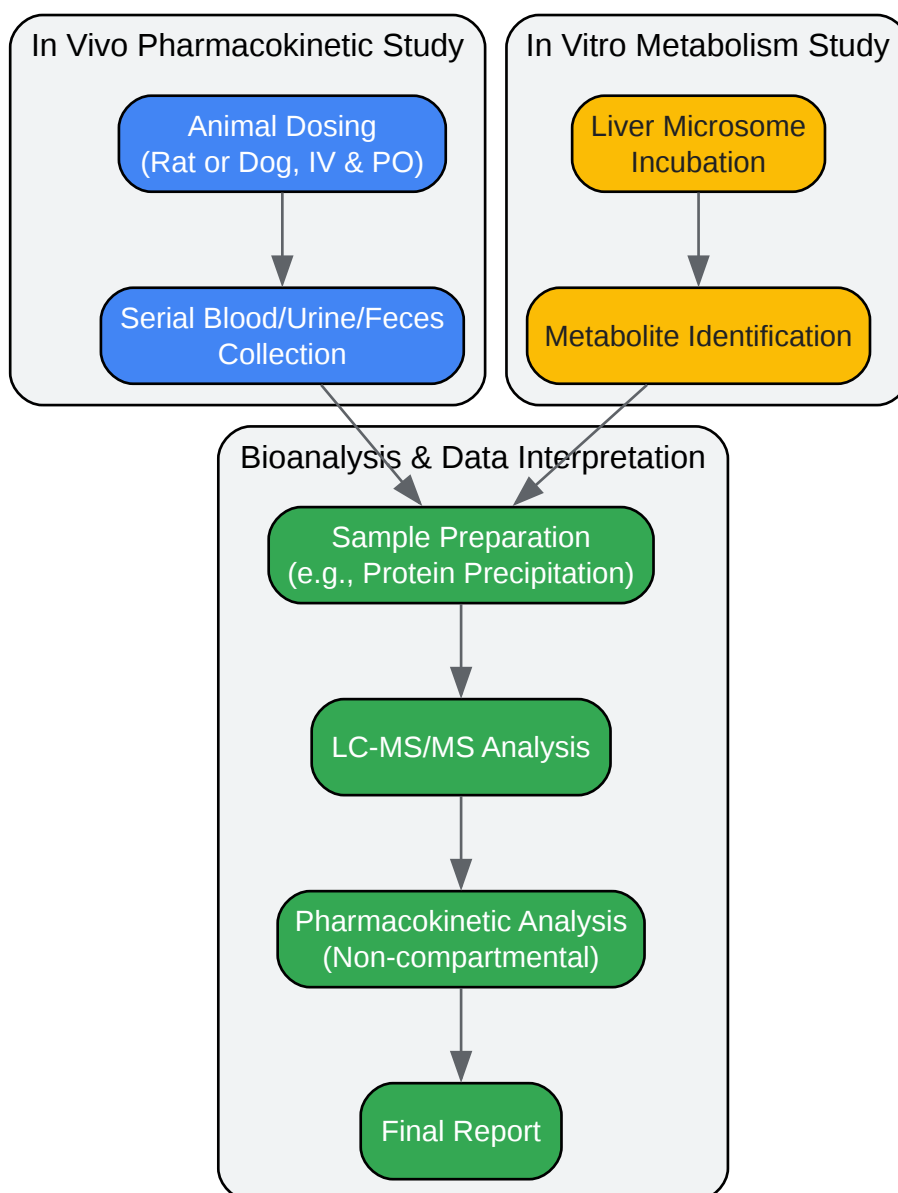 In Vivo Pharmacokinetic Study
Animal Dosing
(Rat or Dog, IV & PO)
Serial Blood/Urine/Feces
Collection
In Vitro Metabolism Study
Liver Microsome
Incubation
Metabolite Identification
Bioanalysis & Data Interpretation
Sample Preparation
(e.g., Protein Precipitation)
LC-MS/MS Analysis
Pharmacokinetic Analysis
(Non-compartmental)
Final Report